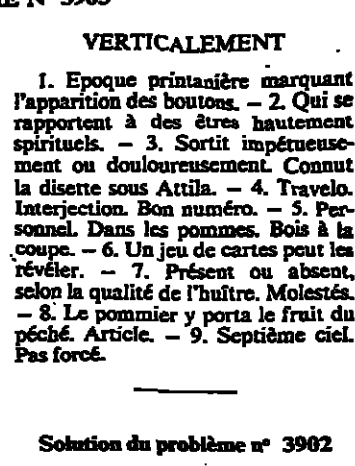 VERTICALEMENT
1. Epoque printanière marquant
l'apparition des boutons. – 2. Qui se
rapportent à des êtres hautement
spirituels. – 3. Sortit impétueuse-
ment ou douloureusement. Connut
la disette sous Attila. – 4. Travelo.
Interjection. Bon numéro. – 5. Per-
sonnel. Dans les pommes. Bois à la
coupe. – 6. Un jeu de cartes peut les
révéler. – 7. Présent ou absent,
selon la qualité de l'huître. Molestés.
– 8. Le pommier y porta le fruit du
péché. Article. – 9. Septième ciel.
Pas forcé.
Solution du problème n° 3902